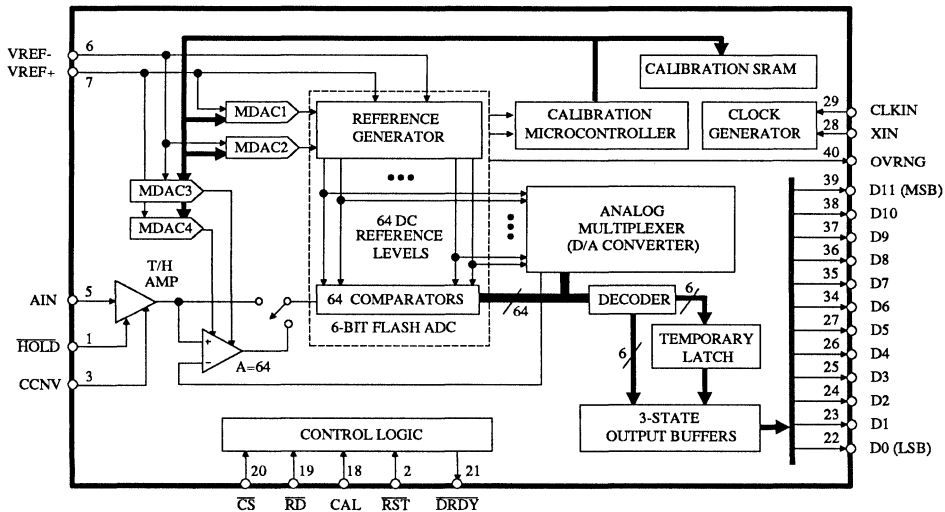 VREF-
6
VREF+
7
CALIBRATION SRAM
MDAC1
REFERENCE
GENERATOR
CALIBRATION
MICROCONTROLLER
CLOCK
GENERATOR
29
CLKIN
28
XIN
MDAC2
40
OVRNG
MDAC3
MDAC4
64 DC
REFERENCE
LEVELS
ANALOG
MULTIPLEXER
(D/A CONVERTER)
39
D11 (MSB)
38
D10
37
D9
36
D8
35
D7
34
D6
27
D5
26
D4
25
D3
24
D2
23
D1
22
D0 (LSB)
T/H
AMP
AIN
5
HOLD
1
CCNV
3
+
−
A=64
64 COMPARATORS
6-BIT FLASH ADC
64
DECODER
6
6
TEMPORARY
LATCH
3-STATE
OUTPUT BUFFERS
CONTROL LOGIC
20
19
18
2
21
CS
RD
CAL
RST
DRDY